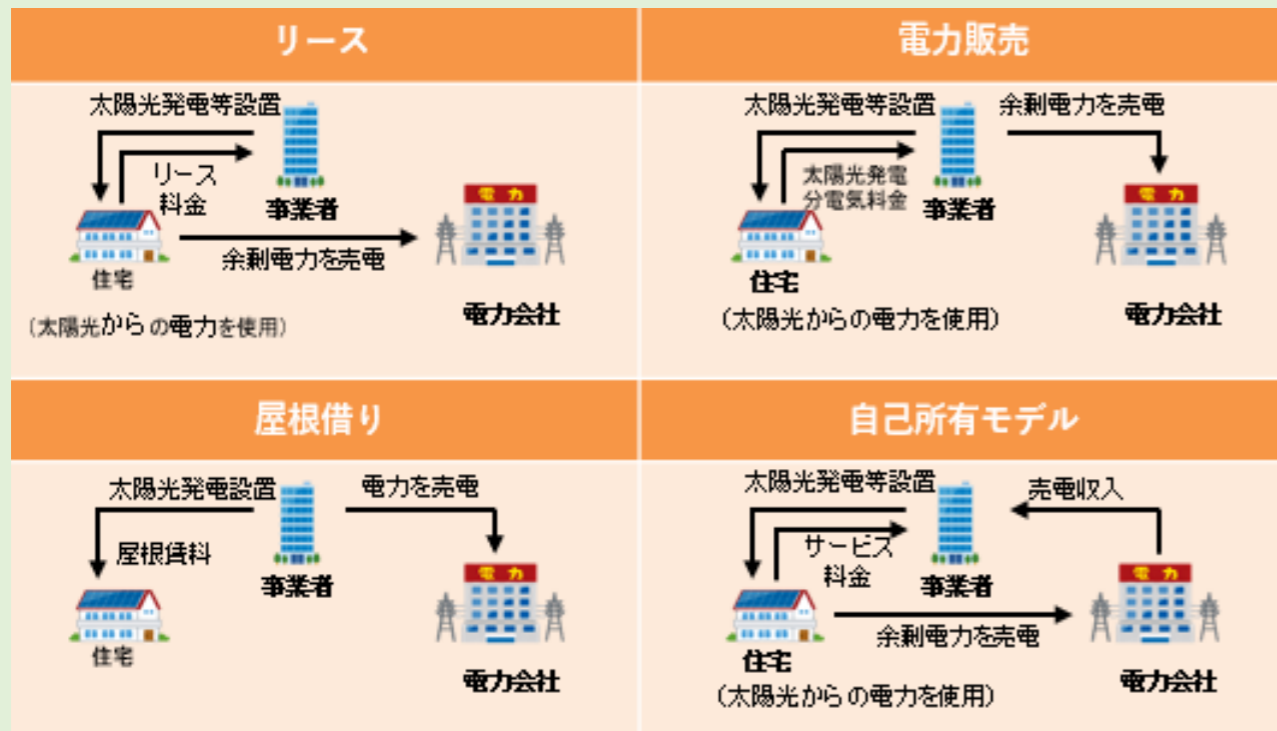 リース
太陽光発電等設置
リース
料金
事業者
電力
余剰電力を売電
住宅
電力会社
（太陽光からの電力を使用）
電力販売
太陽光発電等設置
余剰電力を売電
太陽光発電
分電気料金
事業者
電力
住宅
電力会社
（太陽光からの電力を使用）
屋根借り
太陽光発電設置
電力を売電
屋根賃料
事業者
電力
住宅
電力会社
自己所有モデル
太陽光発電等設置
売電収入
サービス
料金
事業者
電力
余剰電力を売電
住宅
電力会社
（太陽光からの電力を使用）